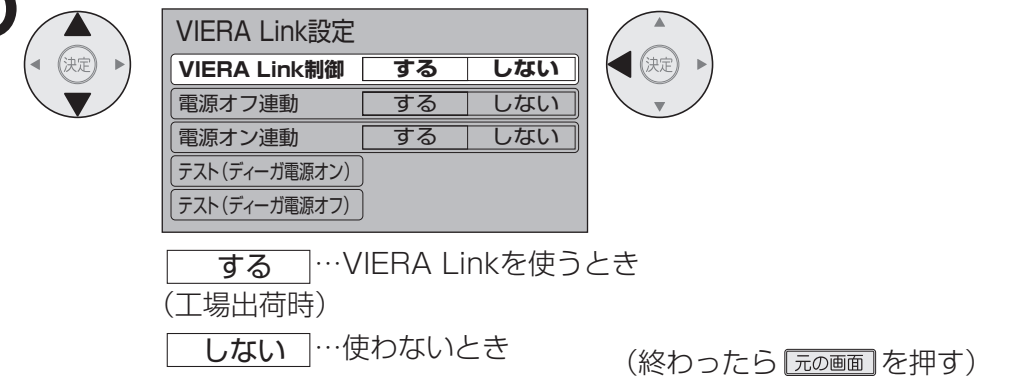 決定
VIERA Link設定
VIERA Link制御 する しない
電源オフ連動 する しない
電源オン連動 する しない
テスト(ディーガ電源オン)
テスト(ディーガ電源オフ)
決定
する …VIERA Linkを使うとき
(工場出荷時)
しない …使わないとき
(終わったら 元の画面 を押す)